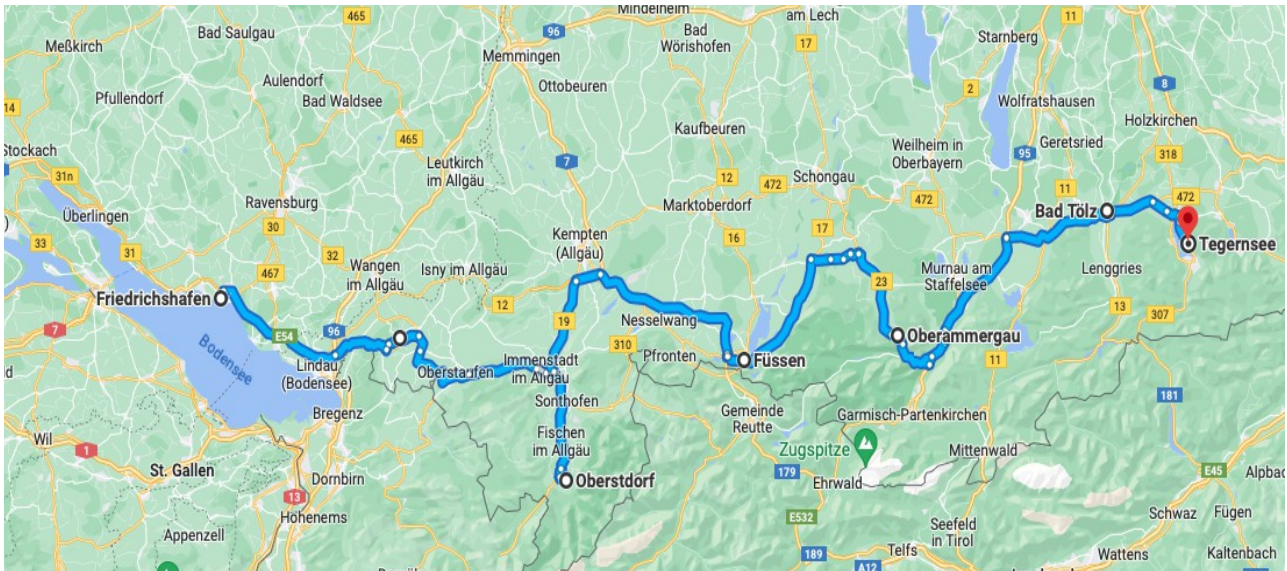 465
Mindelheim
am Lech
11
Meßkirch
Bad Saulgau
96
Bad
Wörishofen
17
Starnberg
Memmingen
8
14
Pfullendorf
Aulendorf
Bad Waldsee
465
Ottobeuren
2
Wolfratshausen
Holzkirchen
Stockach
Kaufbeuren
Weilheim in
Oberbayern
95
Geretsried
318
31n
Leutkirch
im Allgäu
7
12
472
Schongau
472
11
472
Überlingen
Ravensburg
Marktoberdorf
Bad Tölz
33
31
30
32
Kempten
(Allgäu)
16
17
Tegernsee
467
Wangen
im Allgäu
Isny im Allgäu
23
Murnau am
Staffelsee
Lenggries
Friedrichshafen
12
13
307
7
E54
96
19
Nesselwang
Oberammergau
Bodensee
Lindau
(Bodensee)
Oberstaufen
Immenstadt
im Allgäu
310
Pfronten
Füssen
11
Bregenz
Sonthofen
181
Gemeinde
Reutte
Garmisch-Partenkirchen
Wil
1
Fischen
im Allgäu
Zugspitze
Mittenwald
St. Gallen
Dornbirn
Oberstdorf
179
Ehrwald
E45
Alpbac
13
Hohenems
E532
Seefeld
in Tirol
Schwaz
Fügen
Appenzell
189
Telfs
A12
Wattens
Kaltenbach